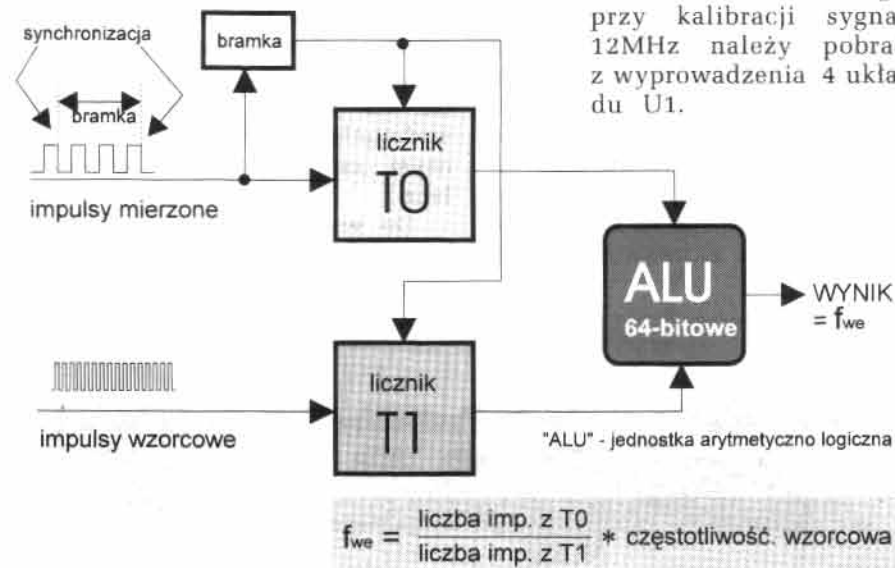 przy kalibracji sygna
12MHz należy pobra
z wyprowadzenia 4 ukła
du U1.
synchronizacja
bramka
bramka
impulsy mierzone
licznik
T0
ALU
64-bitowe
WYNIK
= fwe
impulsy wzorcowe
licznik
T1
"ALU" - jednostka arytmetyczno logiczna
fwe = liczba imp. z T0 / liczba imp. z T1 * częstotliwość. wzorcowa